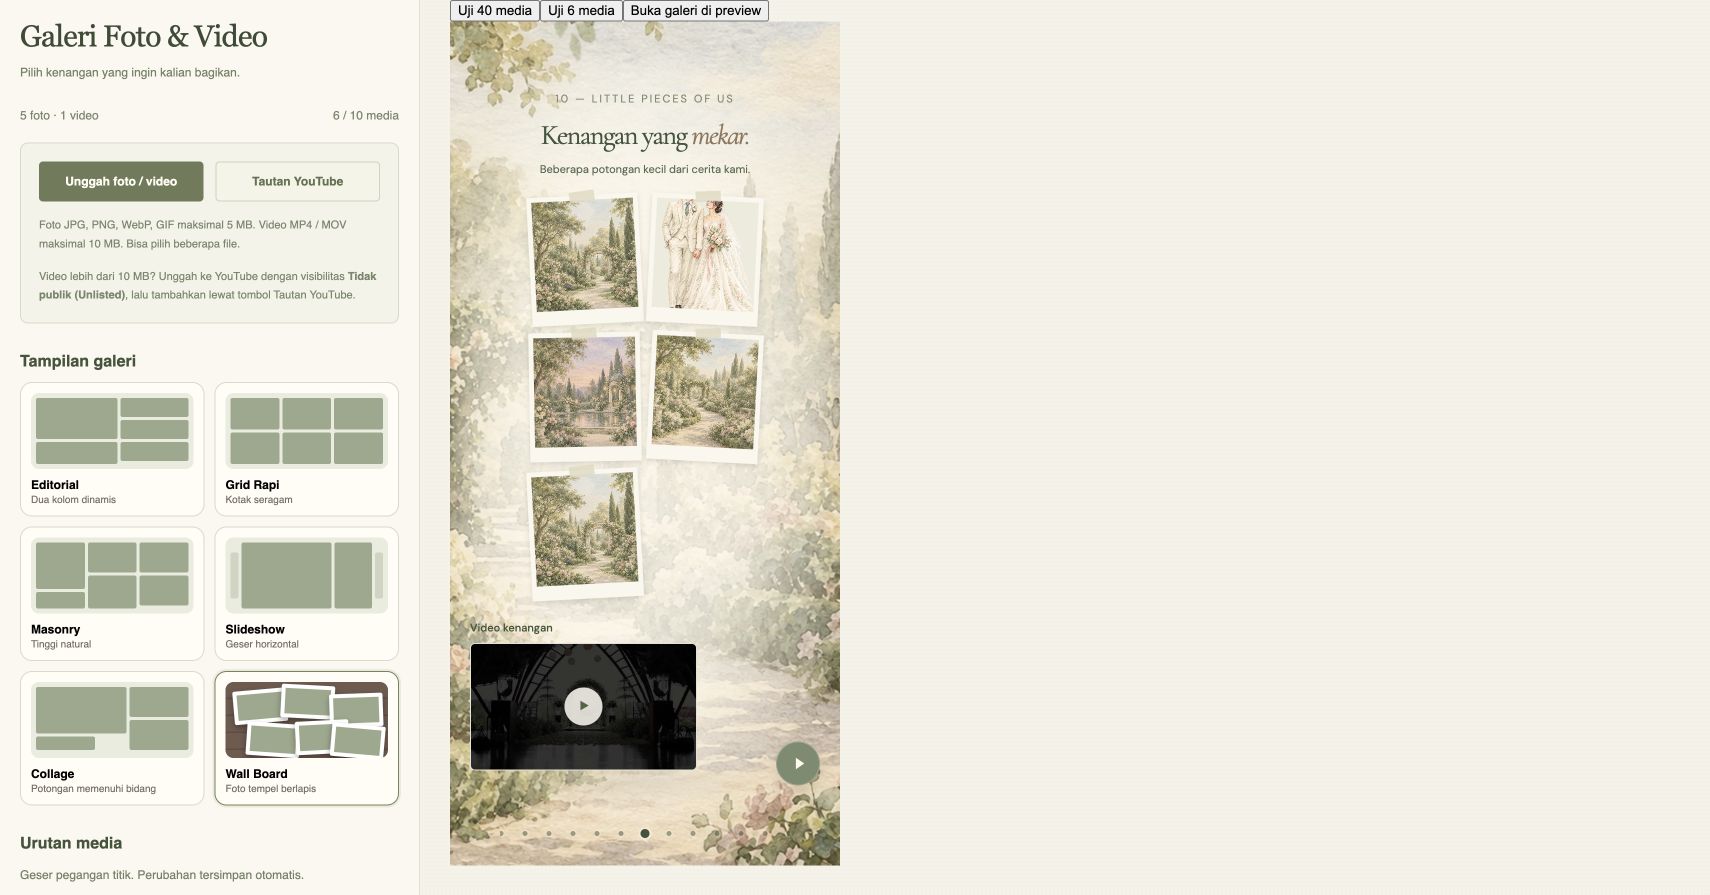 Galeri Foto & Video
Pilih kenangan yang ingin kalian bagikan.
5 foto · 1 video
6 / 10 media
Unggah foto / video
Tautan YouTube
Foto JPG, PNG, WebP, GIF maksimal 5 MB. Video MP4 / MOV
maksimal 10 MB. Bisa pilih beberapa file.
Video lebih dari 10 MB? Unggah ke YouTube dengan visibilitas Tidak
publik (Unlisted), lalu tambahkan lewat tombol Tautan YouTube.
Tampilan galeri
Editorial
Dua kolom dinamis
Grid Rapi
Kotak seragam
Masonry
Tinggi natural
Slideshow
Geser horizontal
Collage
Potongan memenuhi bidang
Wall Board
Foto tempel berlapis
Urutan media
Geser pegangan titik. Perubahan tersimpan otomatis.
Uji 40 media
Uji 6 media
Buka galeri di preview
10 — LITTLE PIECES OF US
Kenangan yang mekar.
Beberapa potongan kecil dari cerita kami.
Video kenangan